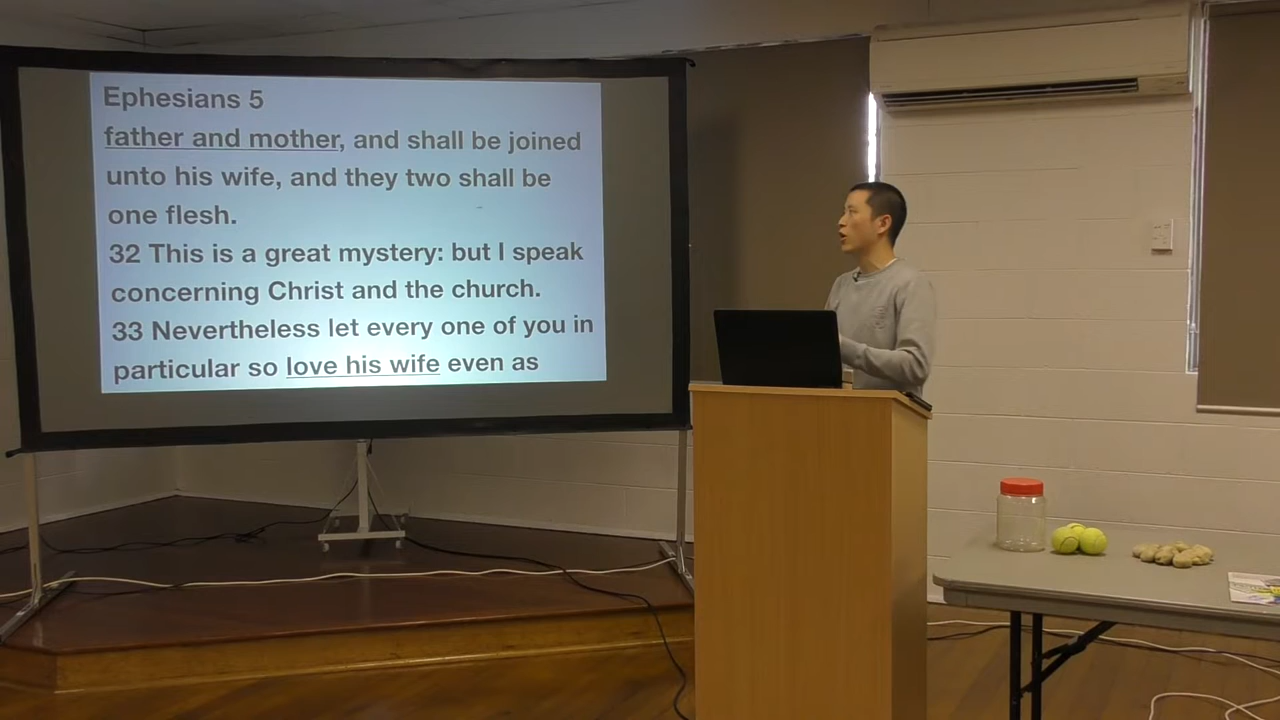 Ephesians 5
father and mother, and shall be joined
unto his wife, and they two shall be
one flesh.
32 This is a great mystery: but I speak
concerning Christ and the church.
33 Nevertheless let every one of you in
particular so love his wife even as